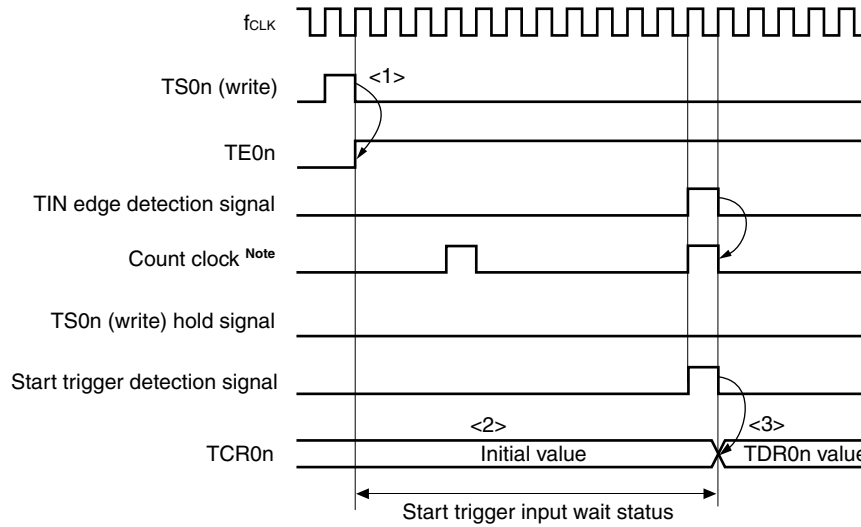 fCLK
TS0n (write)
<1>
TE0n
TIN edge detection signal
Count clock Note
TS0n (write) hold signal
Start trigger detection signal
<2>
<3>
TCR0n
Initial value
TDR0n value
Start trigger input wait status